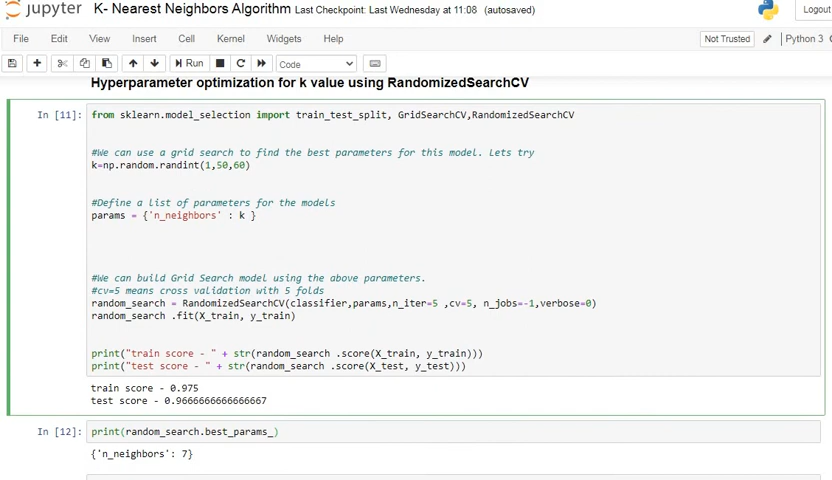 jupyter K- Nearest Neighbors Algorithm Last Checkpoint: Last Wednesday at 11:08 (autosaved)
Logout
File Edit View Insert Cell Kernel Widgets Help
Not Trusted Python 3
Run Code
Hyperparameter optimization for k value using RandomizedSearchCV
In [11]: from sklearn.model_selection import train_test_split, GridSearchCV,RandomizedSearchCV
#We can use a grid search to find the best parameters for this model. Lets try
k=np.random.randint(1,50,60)
#Define a list of parameters for the models
params = {'n_neighbors' : k }
#We can build Grid Search model using the above parameters.
#cv=5 means cross validation with 5 folds
random_search = RandomizedSearchCV(classifier,params,n_iter=5 ,cv=5, n_jobs=-1,verbose=0)
random_search .fit(X_train, y_train)
print("train score - " + str(random_search .score(X_train, y_train)))
print("test score - " + str(random_search .score(X_test, y_test)))
train score - 0.975
test score - 0.9666666666666667
In [12]: print(random_search.best_params_)
{'n_neighbors': 7}